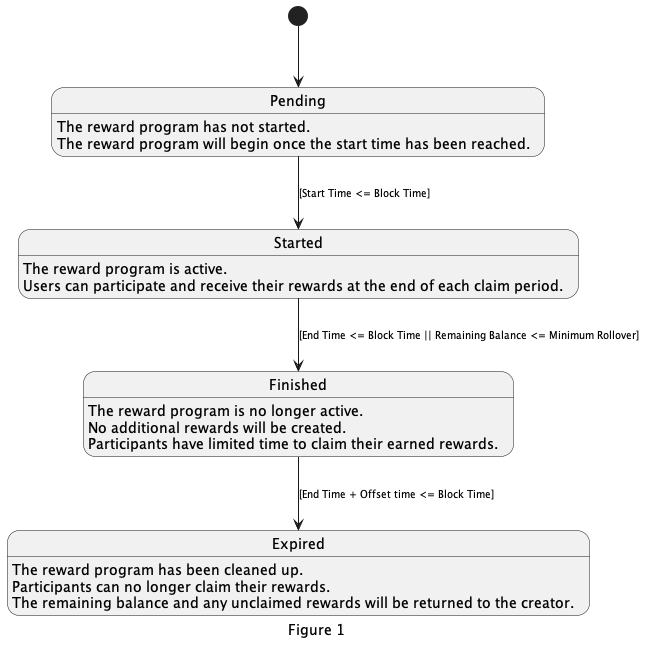 Pending
The reward program has not started.
The reward program will begin once the start time has been reached.
[Start Time <= Block Time]
Started
The reward program is active.
Users can participate and receive their rewards at the end of each claim period.
[End Time <= Block Time || Remaining Balance <= Minimum Rollover]
Finished
The reward program is no longer active.
No additional rewards will be created.
Participants have limited time to claim their earned rewards.
[End Time + Offset time <= Block Time]
Expired
The reward program has been cleaned up.
Participants can no longer claim their rewards.
The remaining balance and any unclaimed rewards will be returned to the creator.
Figure 1